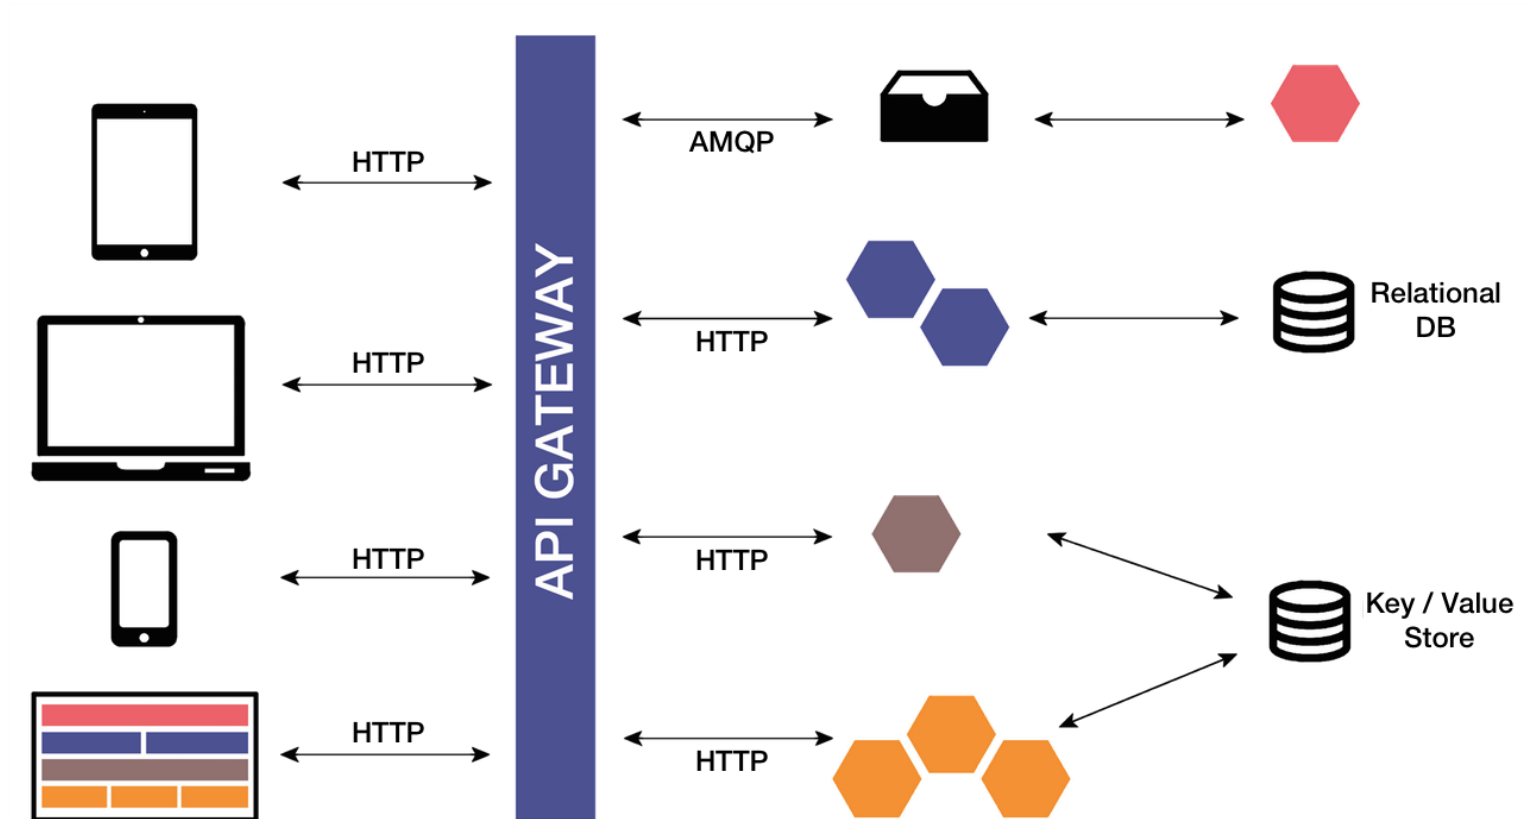 HTTP
HTTP
HTTP
HTTP
API GATEWAY
AMQP
HTTP
HTTP
HTTP
Relational
DB
Key / Value
Store